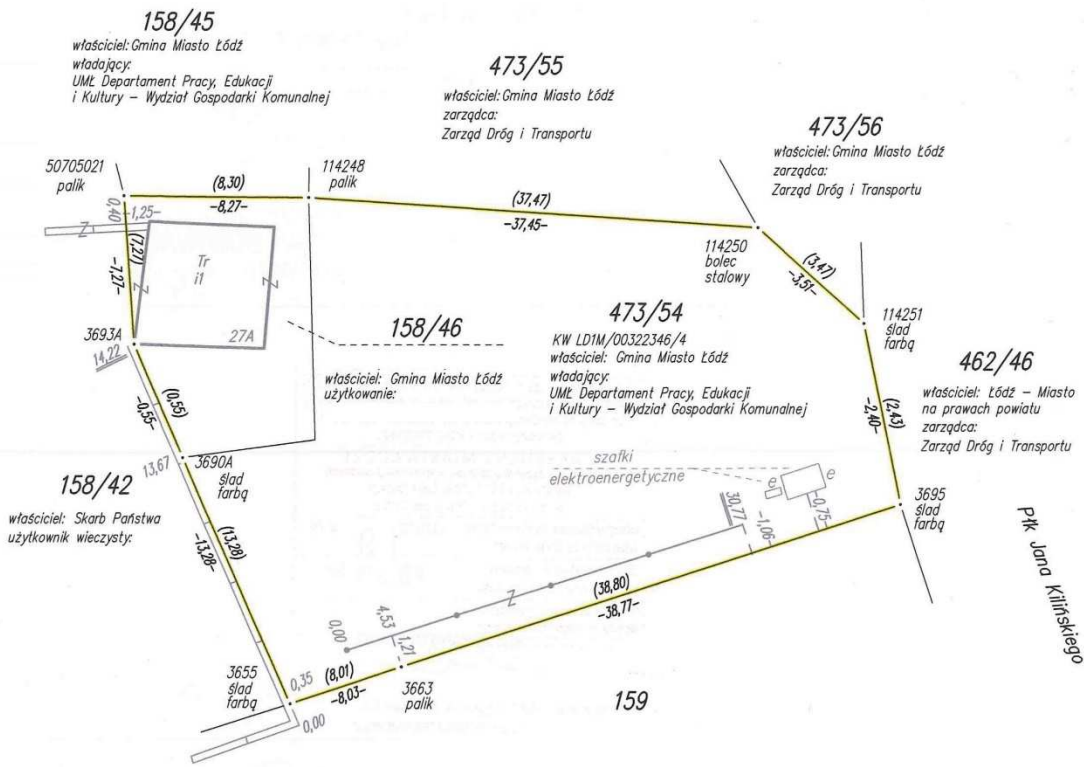 158/45
właściciel: Gmina Miasto Łódź
władający:
UMŁ Departament Pracy, Edukacji
i Kultury – Wydział Gospodarki Komunalnej
473/55
właściciel: Gmina Miasto Łódź
zarządca:
Zarząd Dróg i Transportu
473/56
właściciel: Gmina Miasto Łódź
zarządca:
Zarząd Dróg i Transportu
50705021
palik
(8,30)
-8,27-
114248
palik
(37,47)
-37,45-
0,40
-1,25-
(7,27)
-7,27-
Z
Z
Z
Tr
i1
27A
114250
bolec
stalowy
(3,47)
-3,51-
114251
ślad
farbą
3693A
14,22
158/46
właściciel: Gmina Miasto Łódź
użytkowanie:
473/54
KW LD1M/00322346/4
właściciel: Gmina Miasto Łódź
władający:
UMŁ Departament Pracy, Edukacji
i Kultury – Wydział Gospodarki Komunalnej
462/46
właściciel: Łódź – Miasto
na prawach powiatu
zarządca:
Zarząd Dróg i Transportu
(2,43)
-2,40-
(0,55)
-0,55-
3690A
ślad
farbą
13,67
158/42
właściciel: Skarb Państwa
użytkownik wieczysty:
szafki
elektroenergetyczne
e
e
3695
ślad
farbą
30,77
-1,06-
-0,75-
Płk Jana Kilińskiego
(13,28)
-13,28-
Z
(38,80)
-38,77-
0,00
4,53
1,21
3655
ślad
farbą
0,35
0,00
(8,01)
-8,03-
3663
palik
159